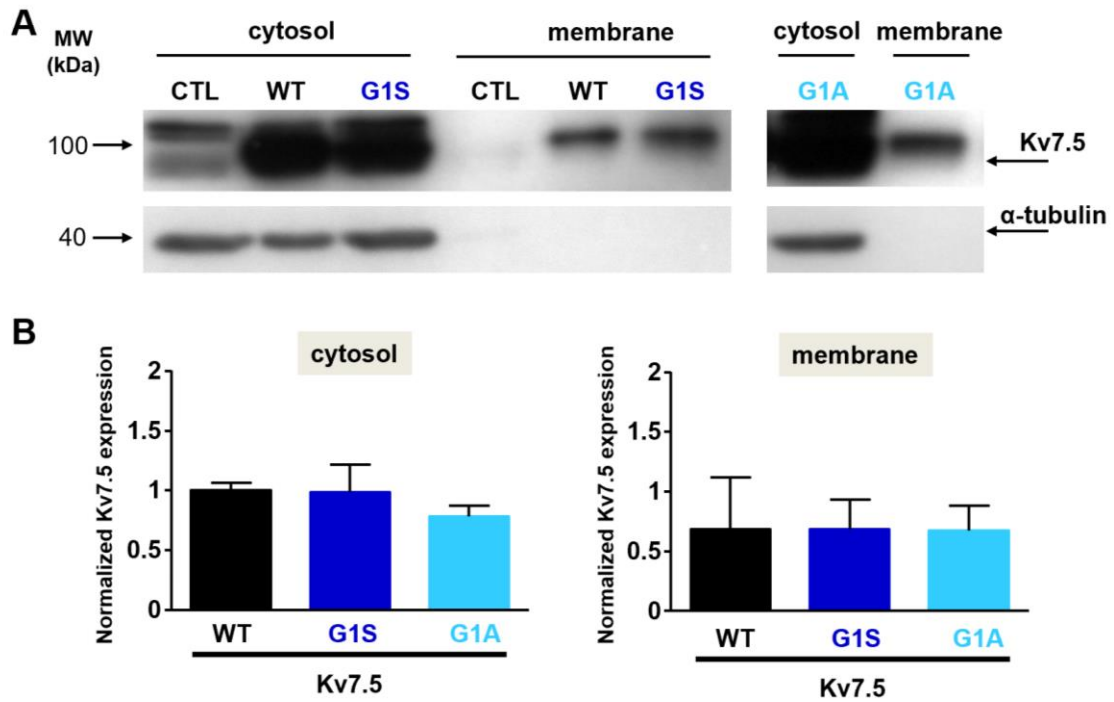 A
MW
(kDa)
cytosol
membrane
cytosol membrane
CTL WT G1S CTL WT G1S G1A G1A
100
Kv7.5
α-tubulin
40
B
cytosol
membrane
Normalized Kv7.5 expression
2
1.5
1
0.5
0
WT G1S G1A
Kv7.5
Normalized Kv7.5 expression
2
1.5
1
0.5
0
WT G1S G1A
Kv7.5